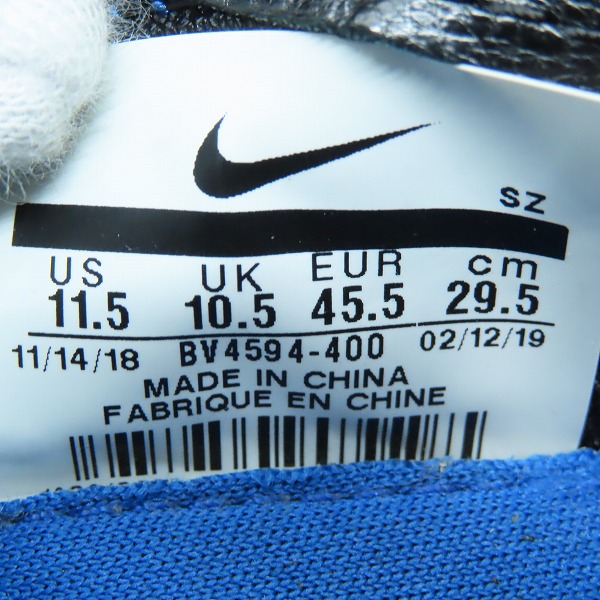 SZ
US UK EUR cm
11.5 10.5 45.5 29.5
11/14/18 BV4594-400 02/12/19
MADE IN CHINA
FABRIQUE EN CHINE